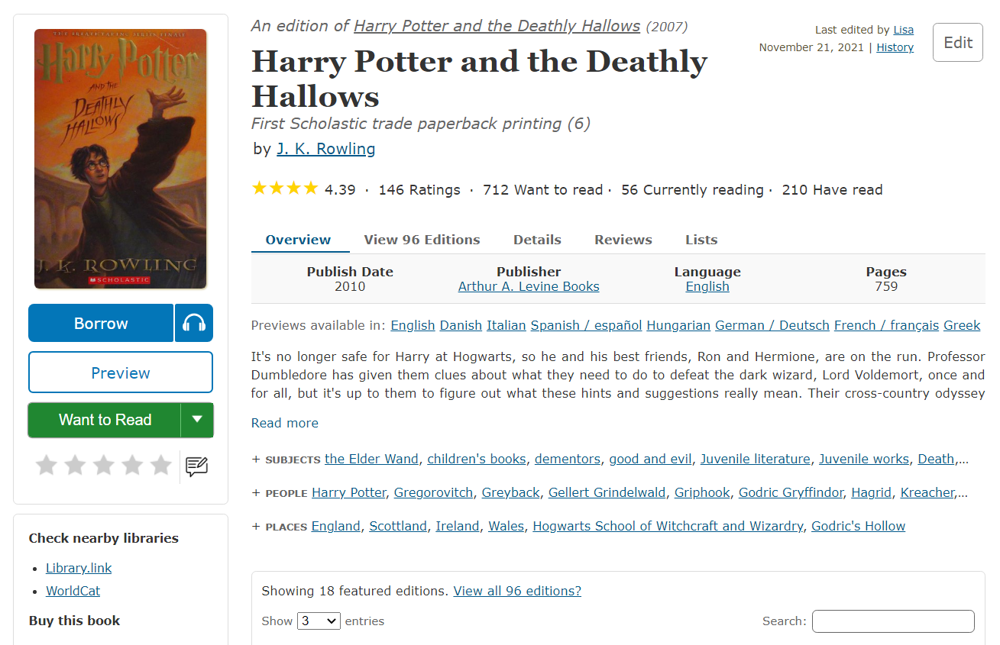 THE BREATHTAKING SERIES FINALE
Harry Potter
AND THE
DEATHLY
HALLOWS
J. K. ROWLING
SCHOLASTIC
Borrow
Preview
Want to Read
Check nearby libraries
Library.link
WorldCat
Buy this book
An edition of Harry Potter and the Deathly Hallows (2007)
Harry Potter and the Deathly
Hallows
First Scholastic trade paperback printing (6)
by J. K. Rowling
Last edited by Lisa
November 21, 2021 | History
Edit
4.39 · 146 Ratings · 712 Want to read · 56 Currently reading · 210 Have read
Overview View 96 Editions Details Reviews Lists
Publish Date Publisher Language Pages
2010 Arthur A. Levine Books English 759
Previews available in: English Danish Italian Spanish / español Hungarian German / Deutsch French / français Greek
It's no longer safe for Harry at Hogwarts, so he and his best friends, Ron and Hermione, are on the run. Professor
Dumbledore has given them clues about what they need to do to defeat the dark wizard, Lord Voldemort, once and
for all, but it's up to them to figure out what these hints and suggestions really mean. Their cross-country odyssey
Read more
+ SUBJECTS the Elder Wand, children's books, dementors, good and evil, Juvenile literature, Juvenile works, Death,...
+ PEOPLE Harry Potter, Gregorovitch, Greyback, Gellert Grindelwald, Griphook, Godric Gryffindor, Hagrid, Kreacher,...
+ PLACES England, Scottland, Ireland, Wales, Hogwarts School of Witchcraft and Wizardry, Godric's Hollow
Showing 18 featured editions. View all 96 editions?
Show 3 entries Search: